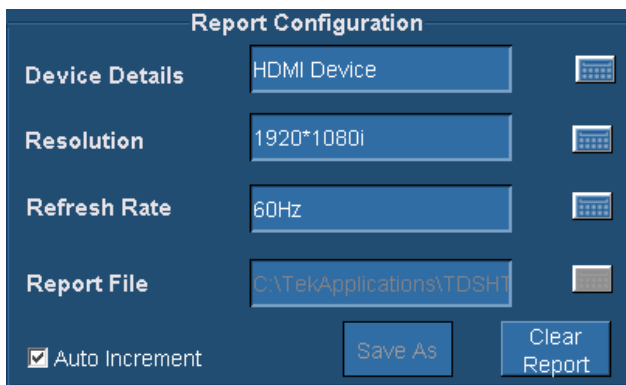 Report Configuration
Device Details HDMI Device
Resolution 1920*1080i
Refresh Rate 60Hz
Report File C:\TekApplications\TDSHT
Auto Increment Save As Clear Report